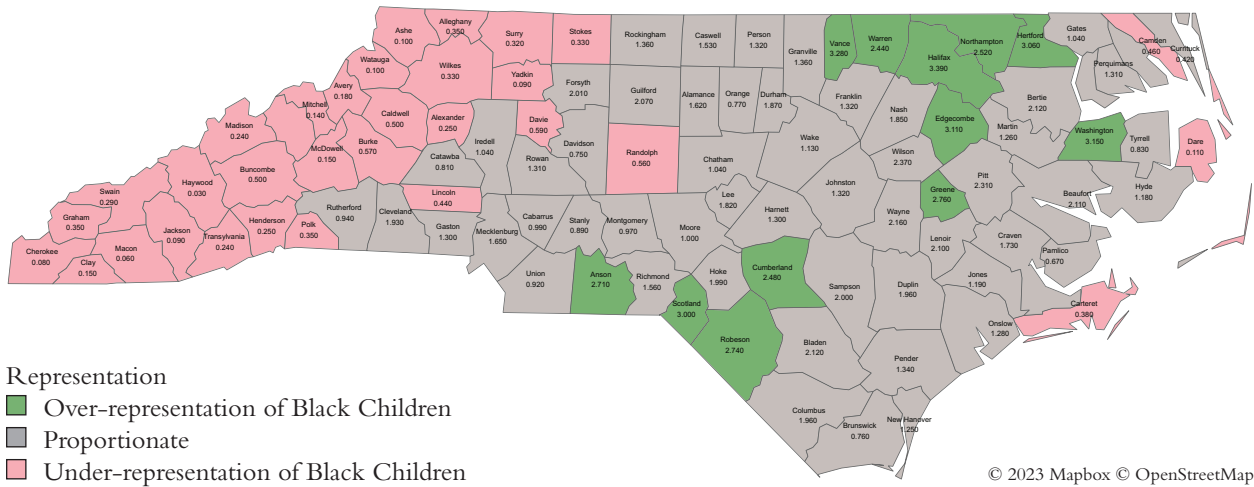 Ashe
0.100
Alleghany
0.350
Surry
0.320
Stokes
0.330
Rockingham
1.360
Caswell
1.530
Person
1.320
Granville
1.360
Vance
3.280
Warren
2.440
Northampton
2.520
Hertford
3.060
Gates
1.040
Camden
0.460
Currituck
0.420
Perquimans
1.310
Halifax
3.390
Watauga
0.100
Wilkes
0.330
Yadkin
0.090
Forsyth
2.010
Guilford
2.070
Alamance
1.620
Orange
0.770
Durham
1.870
Franklin
1.320
Nash
1.850
Edgecombe
3.110
Bertie
2.120
Martin
1.260
Washington
3.150
Tyrrell
0.830
Dare
0.110
Avery
0.180
Mitchell
0.140
Caldwell
0.500
Alexander
0.250
Iredell
1.040
Davie
0.590
Davidson
0.750
Randolph
0.560
Chatham
1.040
Wake
1.130
Wilson
2.370
Pitt
2.310
Beaufort
2.110
Hyde
1.180
Madison
0.240
Buncombe
0.500
McDowell
0.150
Burke
0.570
Catawba
0.810
Rowan
1.310
Lee
1.820
Johnston
1.320
Greene
2.760
Wayne
2.160
Swain
0.290
Haywood
0.030
Rutherford
0.940
Cleveland
1.930
Lincoln
0.440
Gaston
1.300
Mecklenburg
1.650
Cabarrus
0.990
Stanly
0.890
Montgomery
0.970
Moore
1.000
Harnett
1.300
Lenoir
2.100
Craven
1.730
Pamlico
0.670
Graham
0.350
Jackson
0.090
Transylvania
0.240
Henderson
0.250
Polk
0.350
Cherokee
0.080
Clay
0.150
Macon
0.060
Union
0.920
Anson
2.710
Richmond
1.560
Hoke
1.990
Cumberland
2.480
Sampson
2.000
Duplin
1.960
Jones
1.190
Carteret
0.380
Onslow
1.280
Scotland
3.000
Robeson
2.740
Bladen
2.120
Pender
1.340
Columbus
1.960
Brunswick
0.760
New Hanover
1.250
Representation
Over-representation of Black Children
Proportionate
Under-representation of Black Children
© 2023 Mapbox © OpenStreetMap